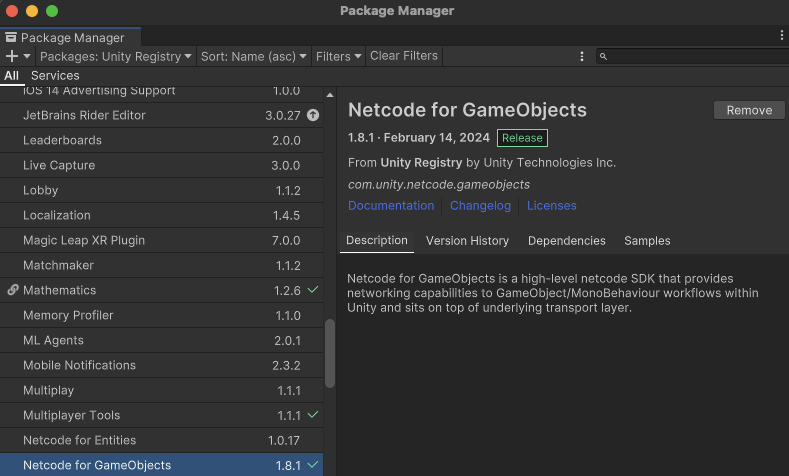 Package Manager
Package Manager
Packages: Unity Registry Sort: Name (asc) Filters Clear Filters
All Services
iOS 14 Advertising Support 1.0.0
JetBrains Rider Editor 3.0.27
Leaderboards 2.0.0
Live Capture 3.0.0
Lobby 1.1.2
Localization 1.4.5
Magic Leap XR Plugin 7.0.0
Matchmaker 1.1.2
Mathematics 1.2.6
Memory Profiler 1.1.0
ML Agents 2.0.1
Mobile Notifications 2.3.2
Multiplay 1.1.1
Multiplayer Tools 1.1.1
Netcode for Entities 1.0.17
Netcode for GameObjects 1.8.1
Netcode for GameObjects Remove
1.8.1 · February 14, 2024 Release
From Unity Registry by Unity Technologies Inc.
com.unity.netcode.gameobjects
Documentation Changelog Licenses
Description Version History Dependencies Samples
Netcode for GameObjects is a high-level netcode SDK that provides
networking capabilities to GameObject/MonoBehaviour workflows within
Unity and sits on top of underlying transport layer.